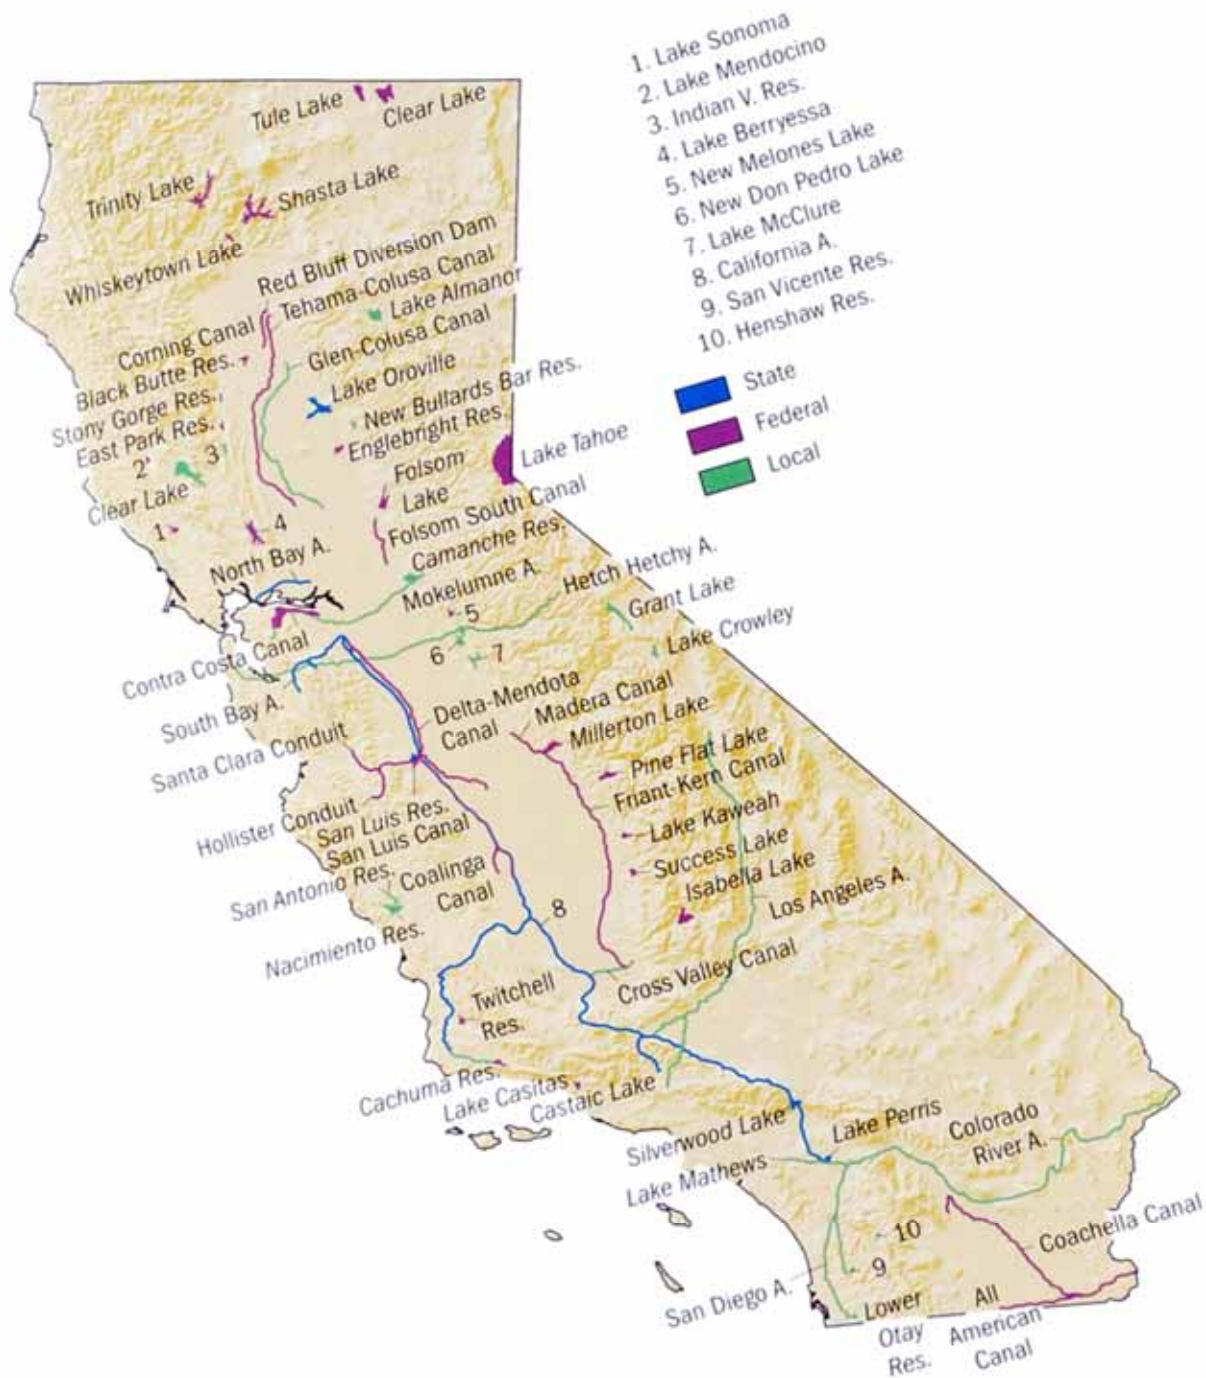 1. Lake Sonoma
2. Lake Mendocino
3. Indian V. Res.
4. Lake Berryessa
5. New Melones Lake
6. New Don Pedro Lake
7. Lake McClure
8. California A.
9. San Vicente Res.
10. Henshaw Res.
State
Federal
Local
Tule Lake
Clear Lake
Trinity Lake
Shasta Lake
Whiskeytown Lake
Red Bluff Diversion Dam
Tehama-Colusa Canal
Lake Almanor
Corning Canal
Glen-Colusa Canal
Black Butte Res.
Lake Oroville
Stony Gorge Res.
New Bullards Bar Res.
East Park Res.
Englebright Res.
2
3
Lake Tahoe
Clear Lake
Folsom
Lake
1
4
Folsom South Canal
North Bay A.
Camanche Res.
Mokelumne A.
Hetch Hetchy A.
5
Grant Lake
6
7
Lake Crowley
Contra Costa Canal
South Bay A.
Delta-Mendota
Canal
Madera Canal
Millerton Lake
Santa Clara Conduit
Pine Flat Lake
Friant-Kern Canal
Hollister Conduit
San Luis Res.
San Luis Canal
Lake Kaweah
Success Lake
San Antonio Res.
Coalinga
Canal
Isabella Lake
Los Angeles A.
8
Nacimiento Res.
Cross Valley Canal
Twitchell
Res.
Cachuma Res.
Lake Casitas
Castaic Lake
Silverwood Lake
Lake Perris
Colorado
River A.
Lake Mathews
10
Coachella Canal
9
San Diego A.
Lower
Otay
Res.
All
American
Canal